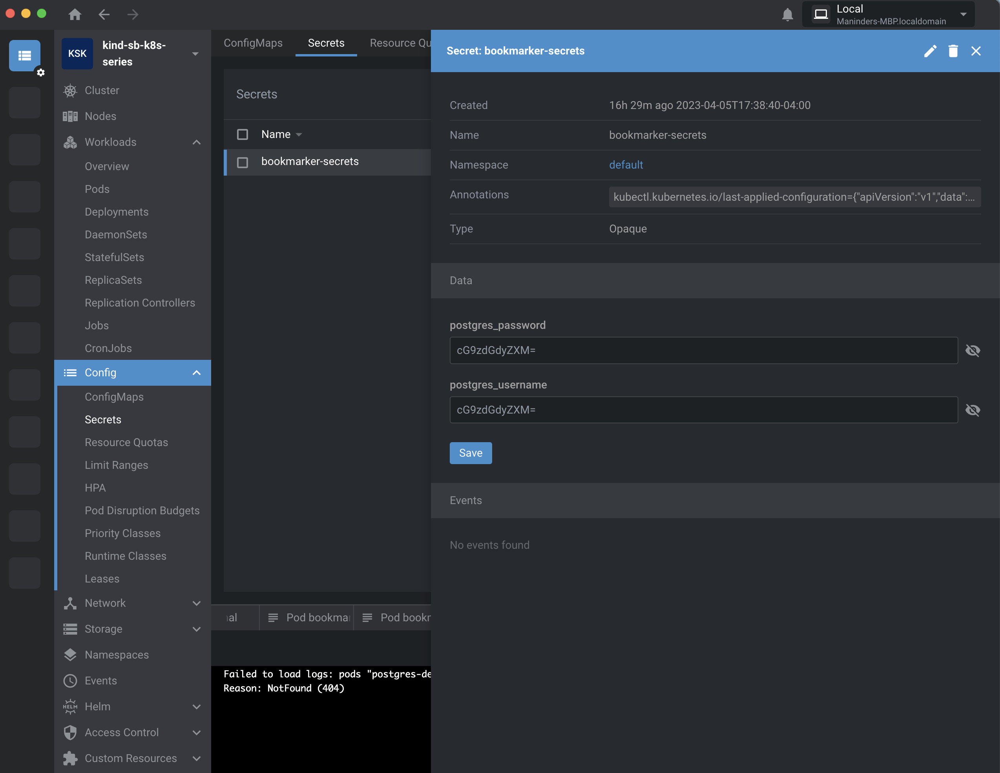 Local
Maninders-MBP.localdomain
KSK
kind-sb-k8s-
series
Cluster
Nodes
Workloads
Overview
Pods
Deployments
DaemonSets
StatefulSets
ReplicaSets
Replication Controllers
Jobs
CronJobs
Config
ConfigMaps
Secrets
Resource Quotas
Limit Ranges
HPA
Pod Disruption Budgets
Priority Classes
Runtime Classes
Leases
Network
Storage
Namespaces
Events
HELM
Helm
Access Control
Custom Resources
ConfigMaps Secrets Resource Qu
Secrets
Name
bookmarker-secrets
al Pod bookmar Pod bookr
Failed to load logs: pods "postgres-de
Reason: NotFound (404)
Secret: bookmarker-secrets
Created 16h 29m ago 2023-04-05T17:38:40-04:00
Name bookmarker-secrets
Namespace default
Annotations kubectl.kubernetes.io/last-applied-configuration={"apiVersion":"v1","data":...
Type Opaque
Data
postgres_password
cG9zdGdyZXM=
postgres_username
cG9zdGdyZXM=
Save
Events
No events found